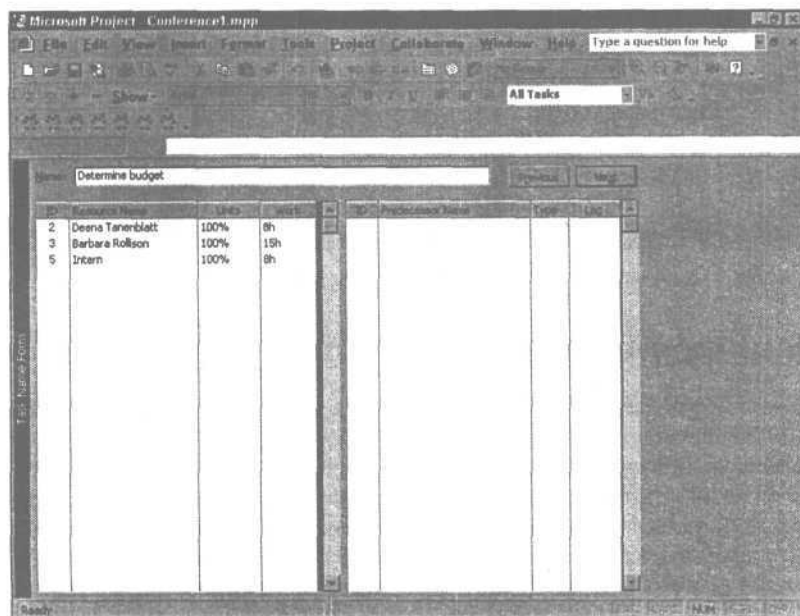 Microsoft Project - Conference1.mpp
File Edit View Insert Format Tools Project Collaborate Window Help Type a question for help
Show All Tasks
Name: Determine budget Previous Next
ID Resource Name Units Work ID Predecessor Name Type Lag
2 Deena Tanenblatt 100% 8h
3 Barbara Rollison 100% 15h
5 Intern 100% 8h
Task Name Form
Ready NUM